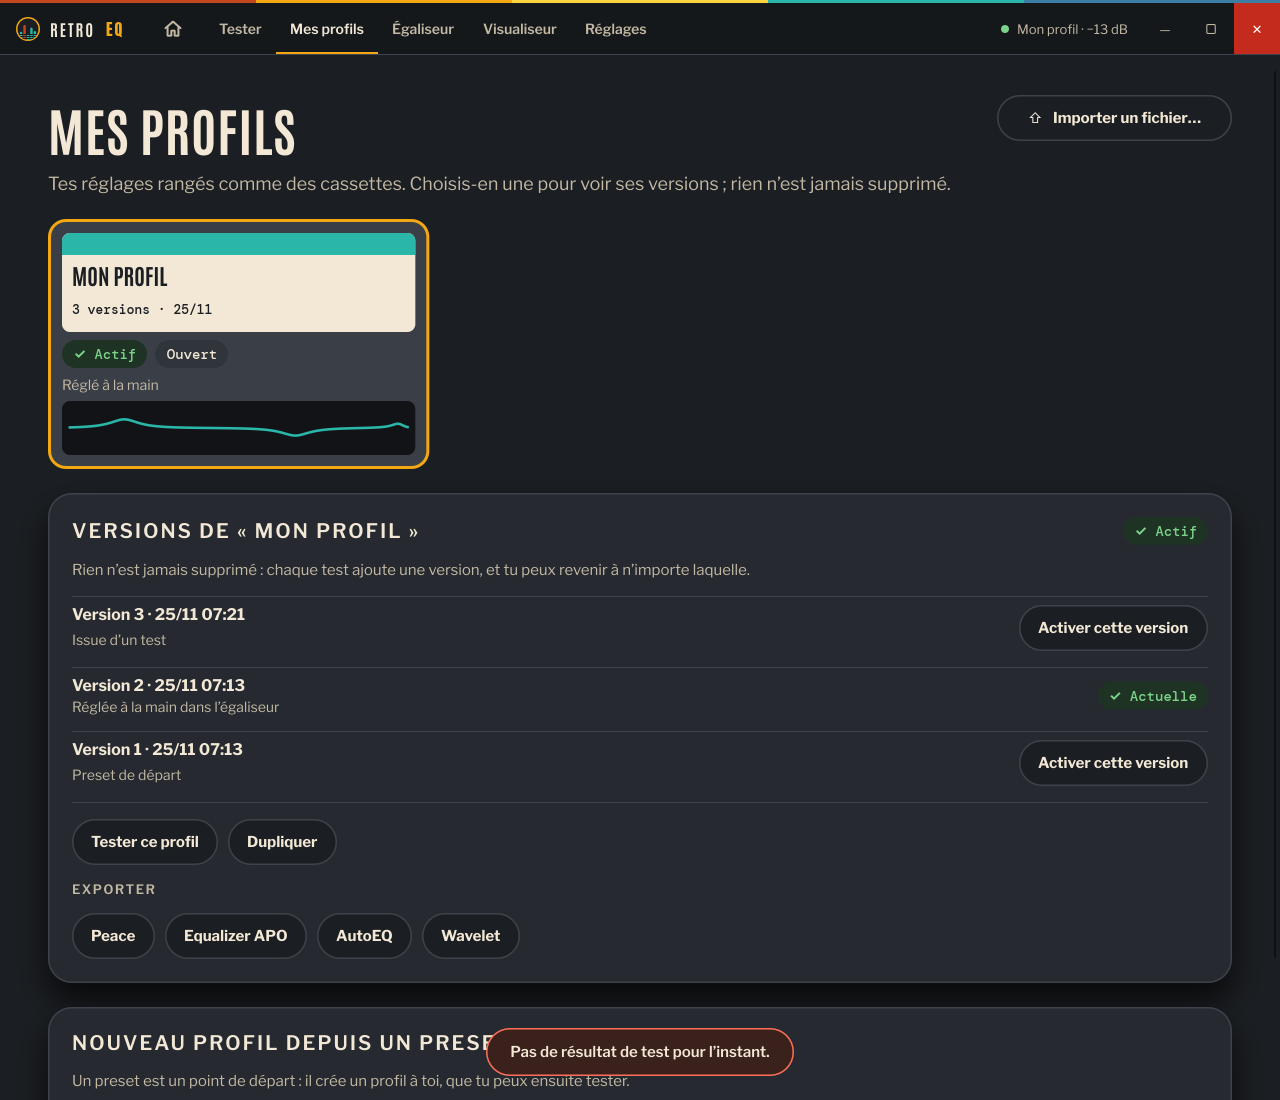 RETRO EQ
Tester
Mes profils
Égaliseur
Visualiseur
Réglages
Mon profil · −13 dB
MES PROFILS
Importer un fichier…
Tes réglages rangés comme des cassettes. Choisis-en une pour voir ses versions ; rien n’est jamais supprimé.
MON PROFIL
3 versions · 25/11
✓ Actif
Ouvert
Réglé à la main
VERSIONS DE « MON PROFIL »
✓ Actif
Rien n’est jamais supprimé : chaque test ajoute une version, et tu peux revenir à n’importe laquelle.
Version 3 · 25/11 07:21
Issue d’un test
Activer cette version
Version 2 · 25/11 07:13
Réglée à la main dans l’égaliseur
✓ Actuelle
Version 1 · 25/11 07:13
Preset de départ
Activer cette version
Tester ce profil
Dupliquer
EXPORTER
Peace
Equalizer APO
AutoEQ
Wavelet
NOUVEAU PROFIL DEPUIS UN PRESE
Pas de résultat de test pour l’instant.
Un preset est un point de départ : il crée un profil à toi, que tu peux ensuite tester.